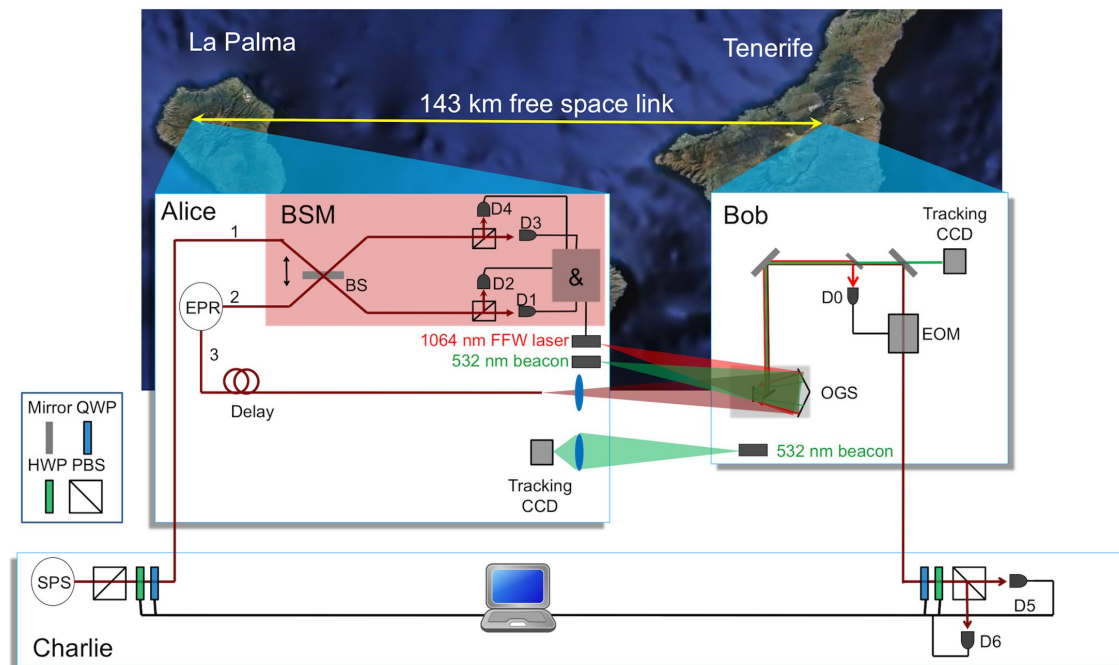 La Palma
Tenerife
143 km free space link
Alice
BSM
1
D4
D3
BS
&
2
EPR
D2
D1
3
1064 nm FFW laser
532 nm beacon
Delay
Tracking
CCD
Bob
Tracking
CCD
D0
EOM
OGS
532 nm beacon
Mirror QWP
HWP PBS
SPS
Charlie
D5
D6